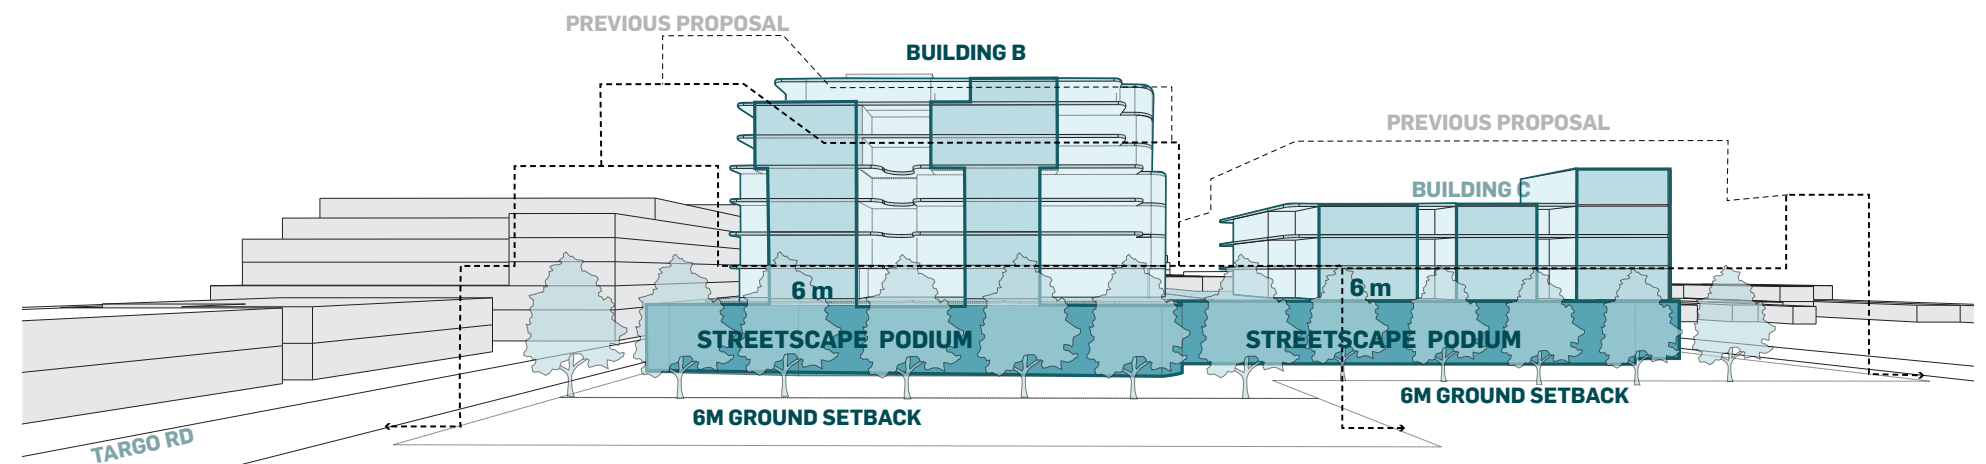 PREVIOUS PROPOSAL
BUILDING B
PREVIOUS PROPOSAL
BUILDING C
6 m
6 m
STREETSCAPE PODIUM
STREETSCAPE PODIUM
6M GROUND SETBACK
6M GROUND SETBACK
TARGO RD